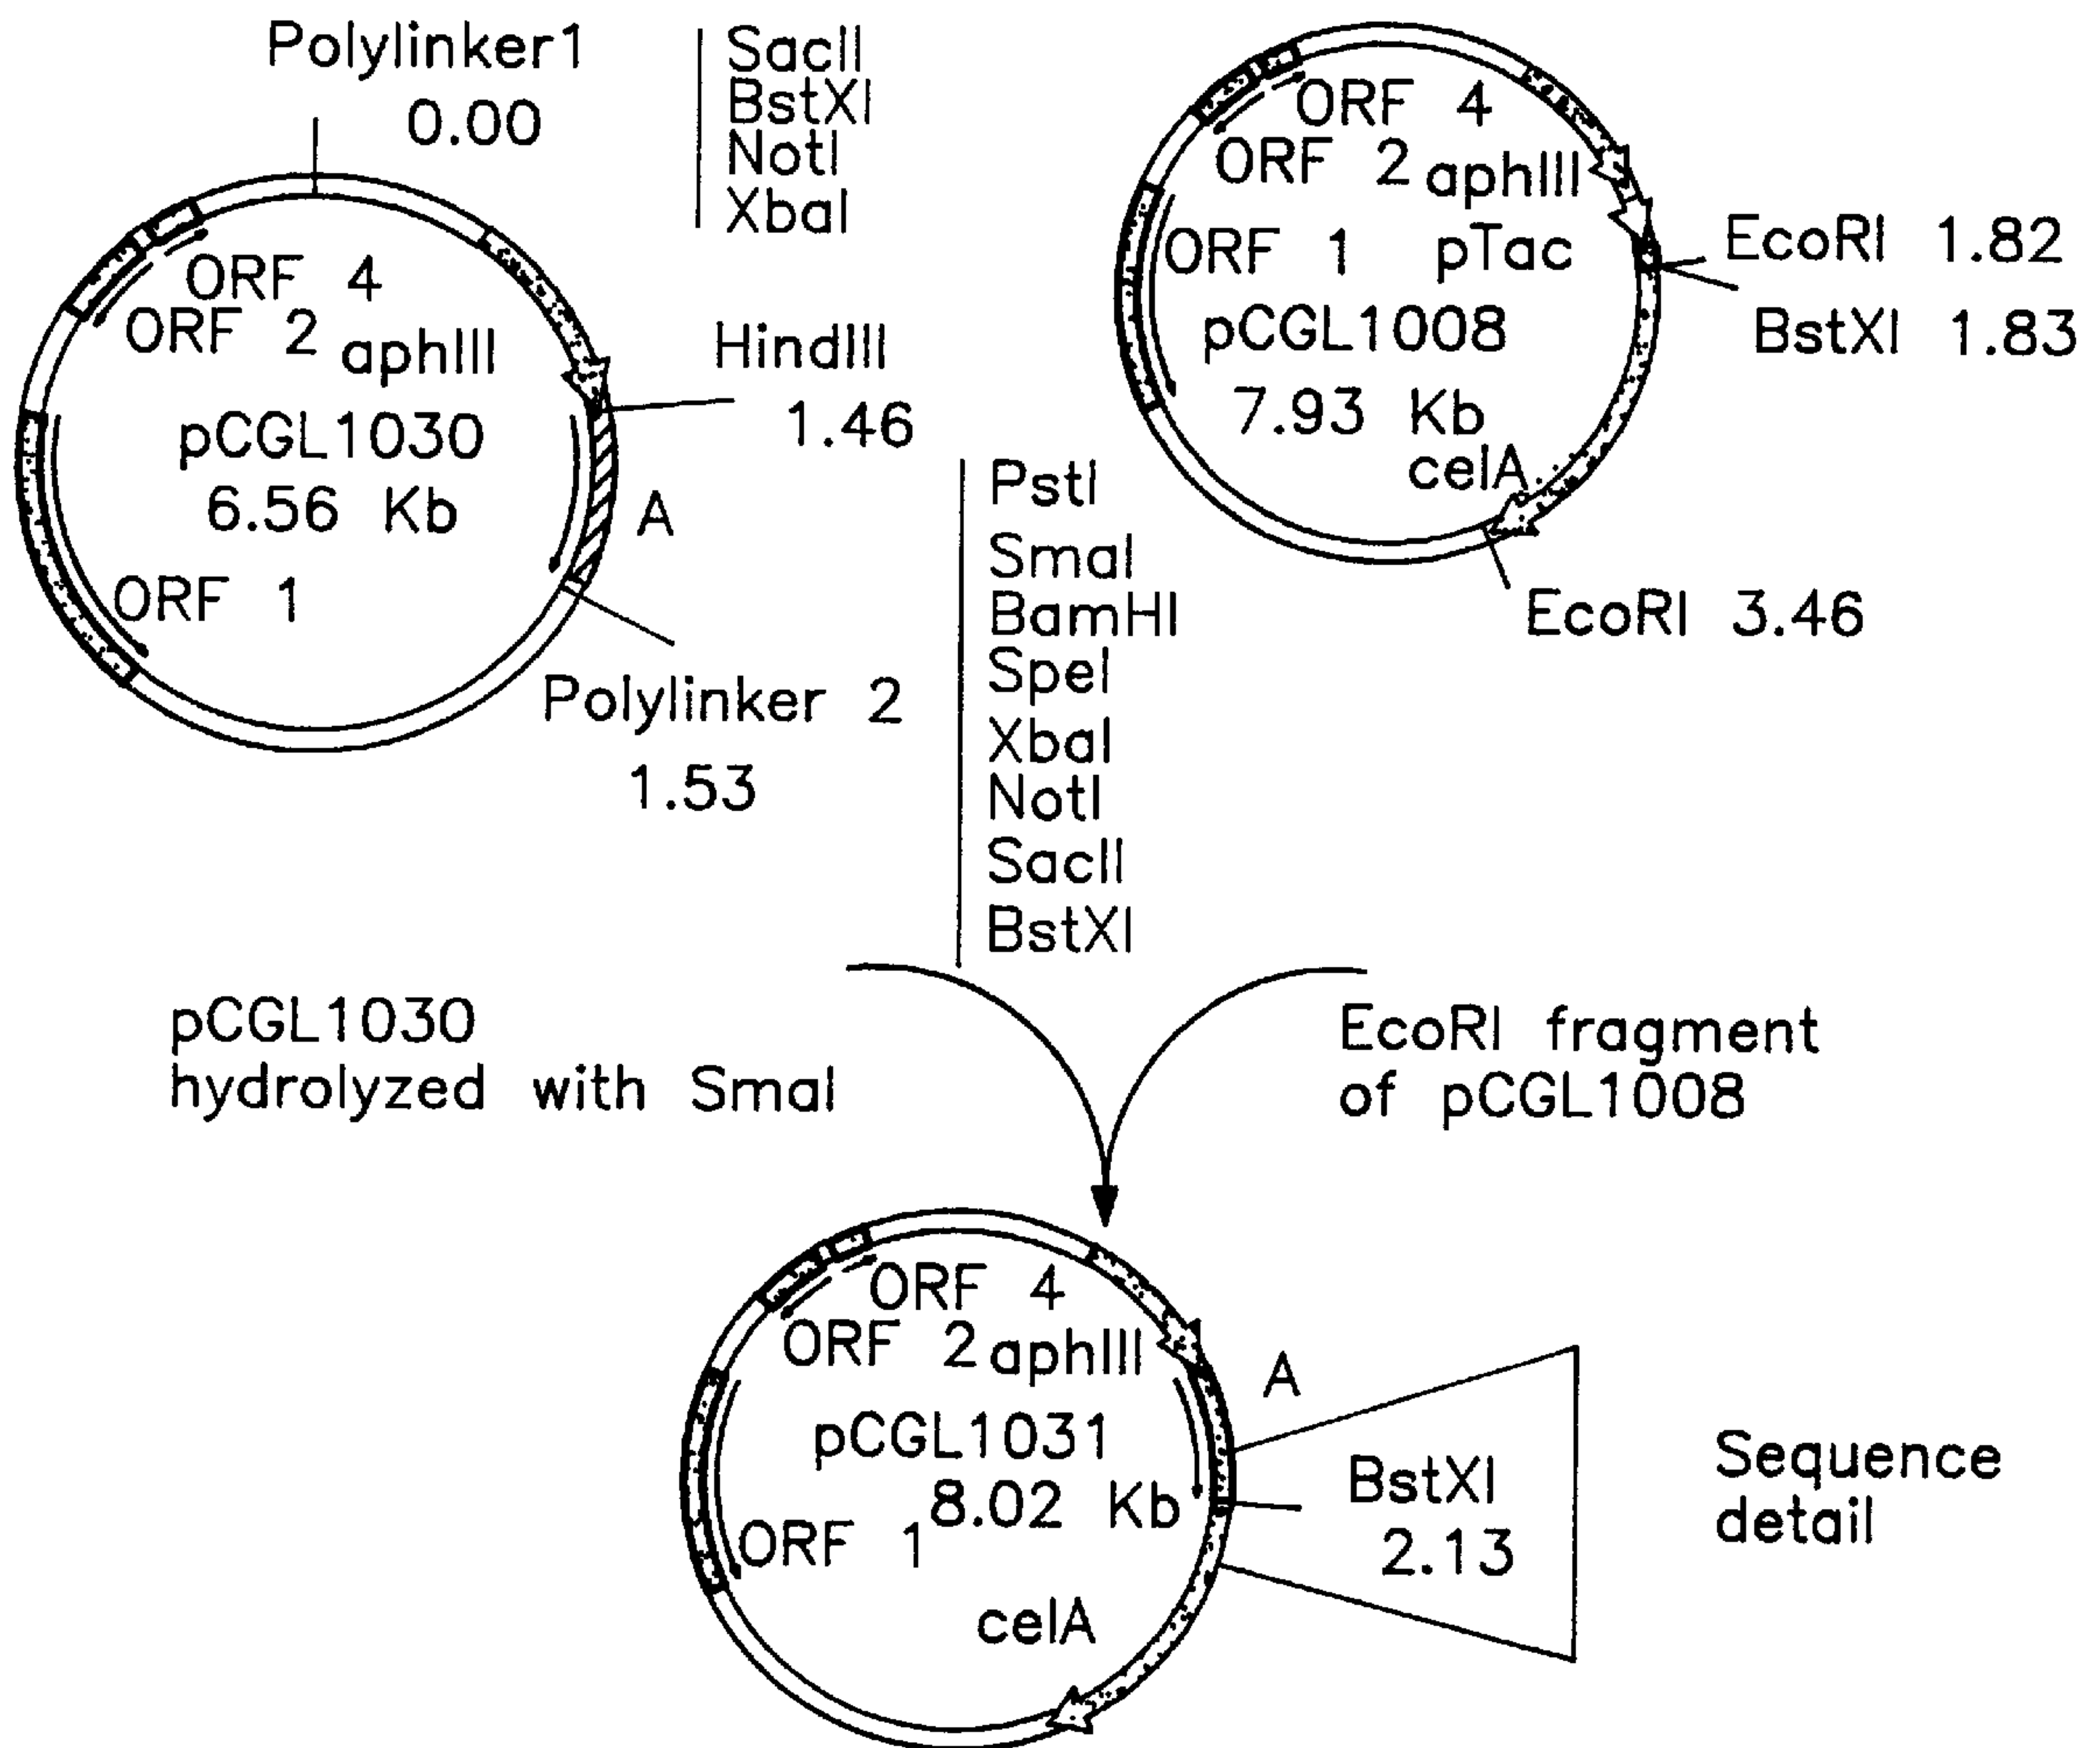 Polylinker1
0.00
SacII
BstXI
NotI
XbaI
ORF 4
ORF 2
aphIII
pCGL1030
6.56 Kb
ORF 1
HindIII
1.46
A
Polylinker 2
1.53
PstI
SmaI
BamHI
SpeI
XbaI
NotI
SacII
BstXI
ORF 4
ORF 2
aphIII
ORF 1
pTac
pCGL1008
7.93 Kb
celA
EcoRI 1.82
BstXI 1.83
EcoRI 3.46
pCGL1030
hydrolyzed with SmaI
EcoRI fragment
of pCGL1008
ORF 4
ORF 2
aphIII
pCGL1031
8.02 Kb
ORF 1
celA
A
BstXI
2.13
Sequence
detail